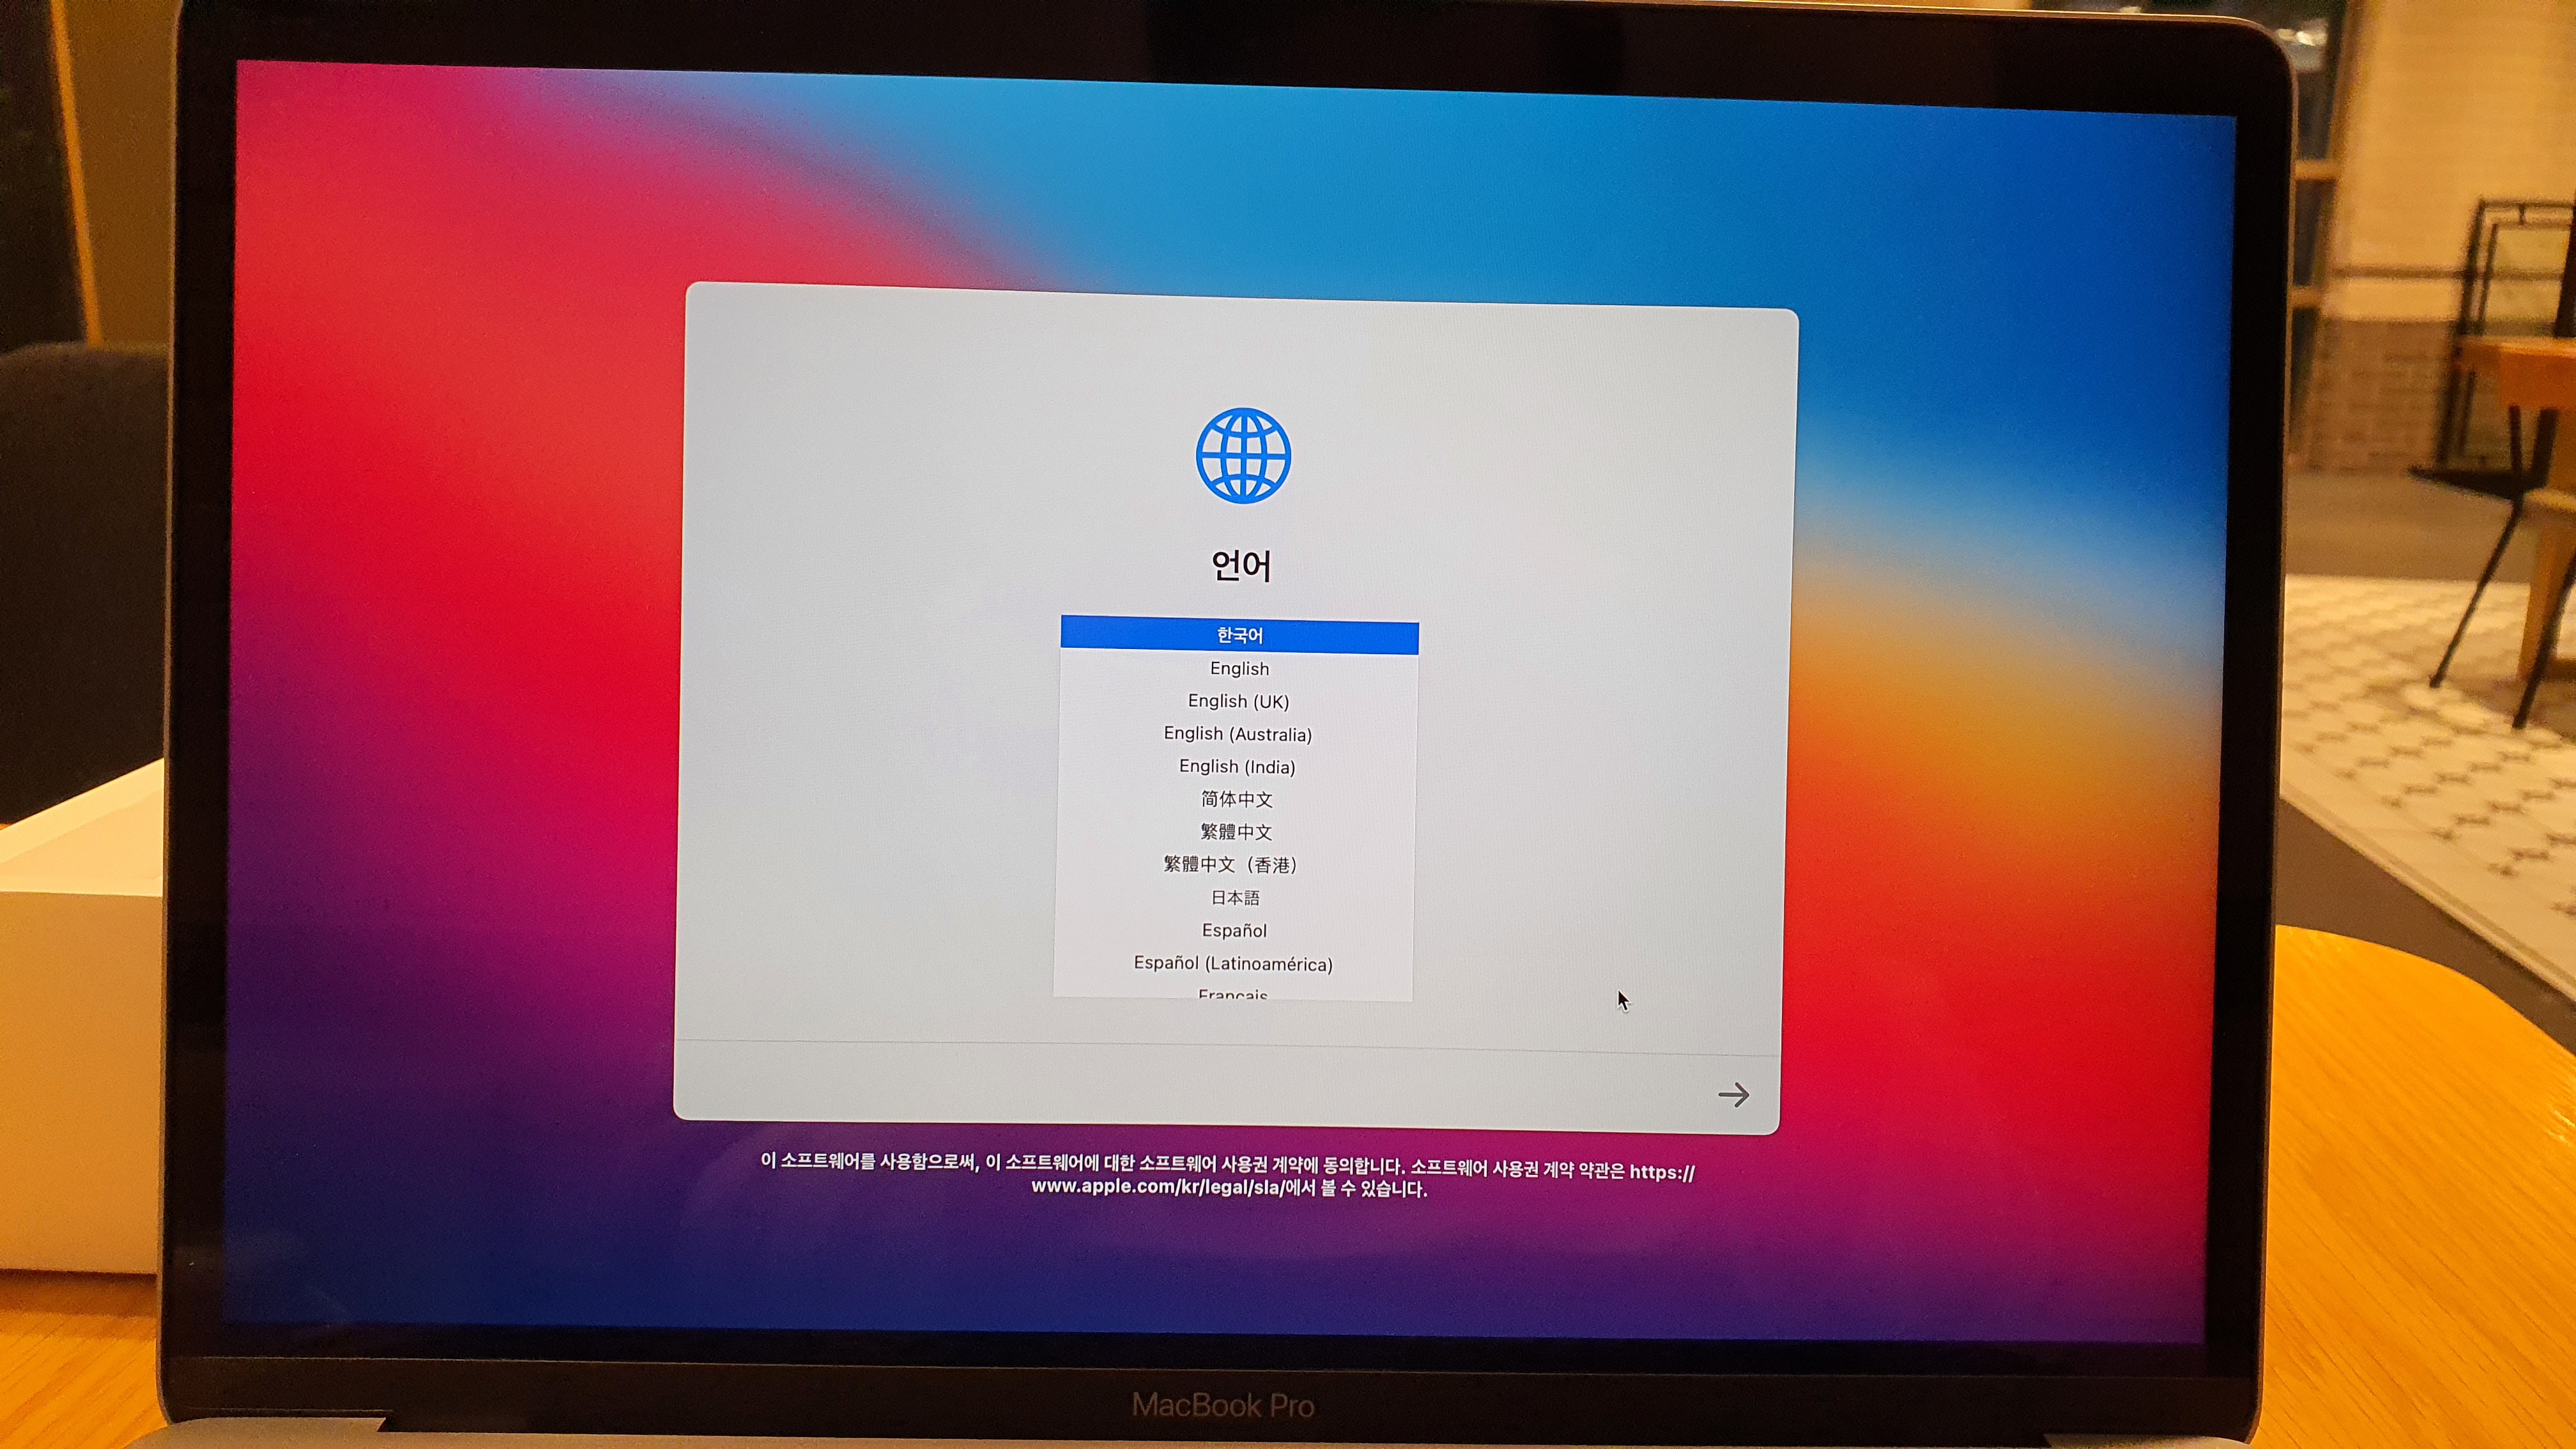 언어
한국어
English
English (UK)
English (Australia)
English (India)
简体中文
繁體中文
繁體中文（香港）
日本語
Español
Español (Latinoamérica)
Français
이 소프트웨어를 사용함으로써, 이 소프트웨어에 대한 소프트웨어 사용권 계약에 동의합니다. 소프트웨어 사용권 계약 약관은 https://
www.apple.com/kr/legal/sla/에서 볼 수 있습니다.
MacBook Pro